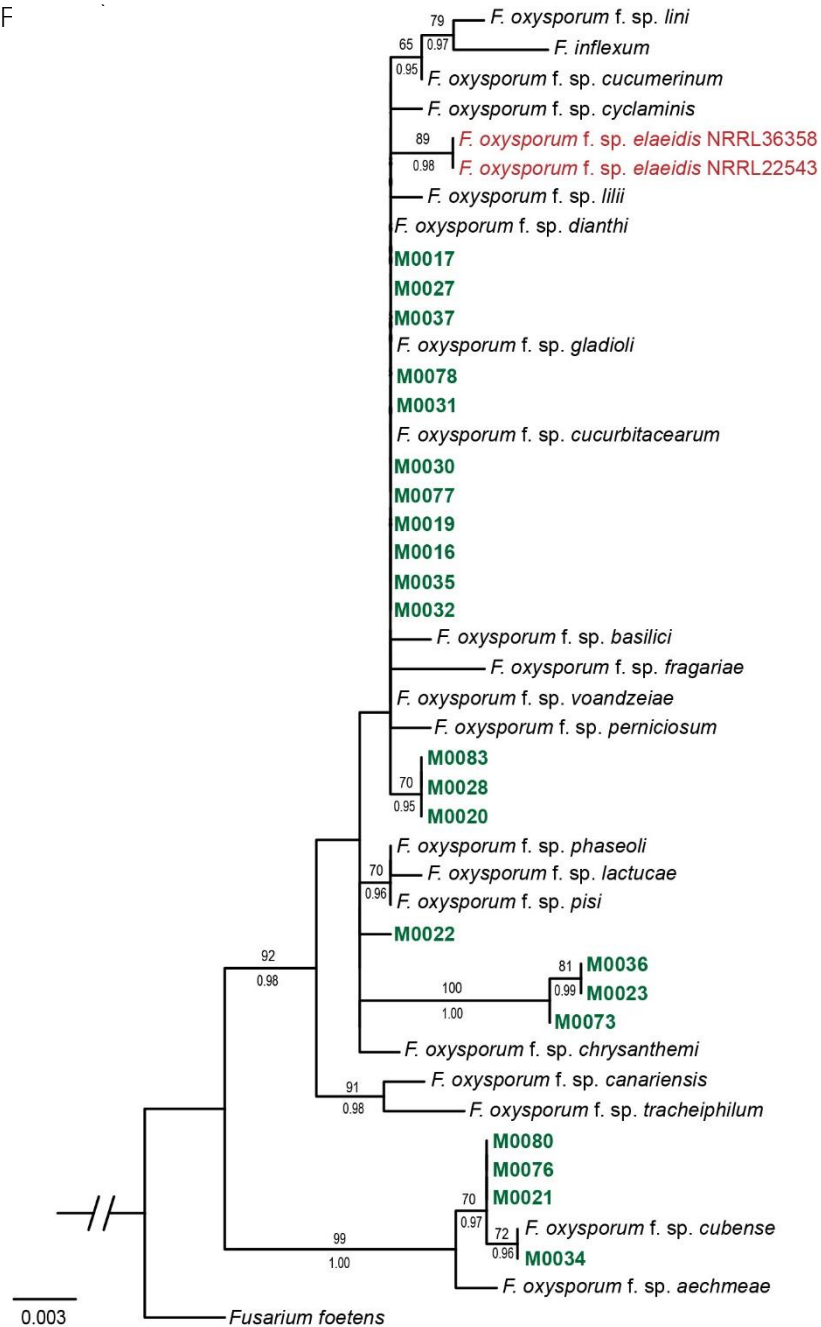 F
79
F. oxysporum f. sp. lini
0.97
65
F. inflexum
0.95
F. oxysporum f. sp. cucumerinum
F. oxysporum f. sp. cyclaminis
89
F. oxysporum f. sp. elaeidis NRRL36358
0.98
F. oxysporum f. sp. elaeidis NRRL22543
F. oxysporum f. sp. lilii
F. oxysporum f. sp. dianthi
M0017
M0027
M0037
F. oxysporum f. sp. gladioli
M0078
M0031
F. oxysporum f. sp. cucurbitacearum
M0030
M0077
M0019
M0016
M0035
M0032
F. oxysporum f. sp. basilici
F. oxysporum f. sp. fragariae
F. oxysporum f. sp. voandzeiae
F. oxysporum f. sp. perniciosum
M0083
70
M0028
0.95
M0020
F. oxysporum f. sp. phaseoli
70
F. oxysporum f. sp. lactucae
0.96
F. oxysporum f. sp. pisi
M0022
92
0.98
81
M0036
100
0.99
M0023
1.00
M0073
F. oxysporum f. sp. chrysanthemi
91
F. oxysporum f. sp. canariensis
0.98
F. oxysporum f. sp. tracheiphilum
M0080
M0076
70
M0021
0.97
72
F. oxysporum f. sp. cubense
0.96
M0034
99
1.00
F. oxysporum f. sp. aechmeae
0.003
Fusarium foetens